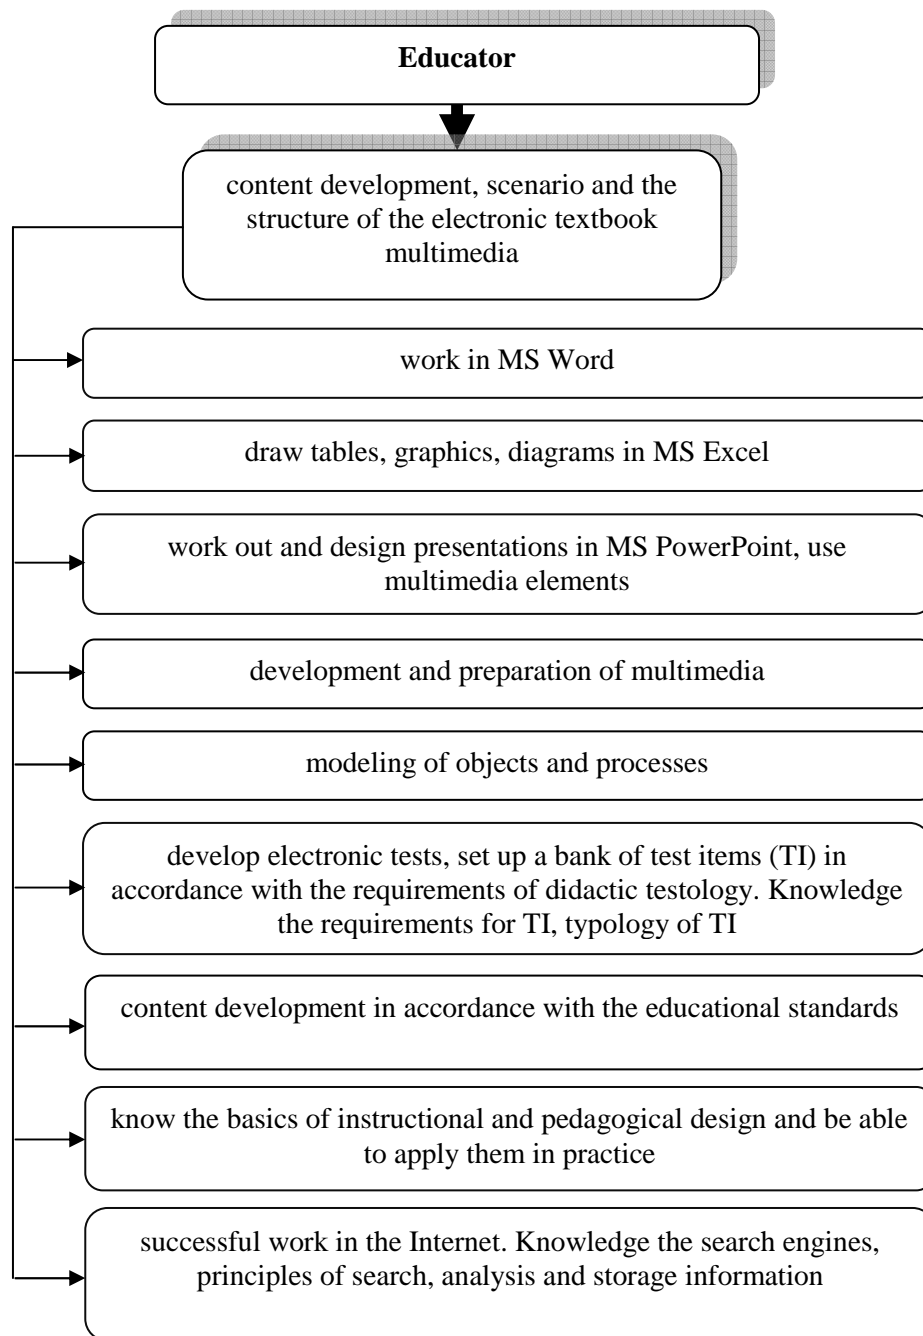 Educator
content development, scenario and the
structure of the electronic textbook
multimedia
work in MS Word
draw tables, graphics, diagrams in MS Excel
work out and design presentations in MS PowerPoint, use
multimedia elements
development and preparation of multimedia
modeling of objects and processes
develop electronic tests, set up a bank of test items (TI) in
accordance with the requirements of didactic testology. Knowledge
the requirements for TI, typology of TI
content development in accordance with the educational standards
know the basics of instructional and pedagogical design and be able
to apply them in practice
successful work in the Internet. Knowledge the search engines,
principles of search, analysis and storage information